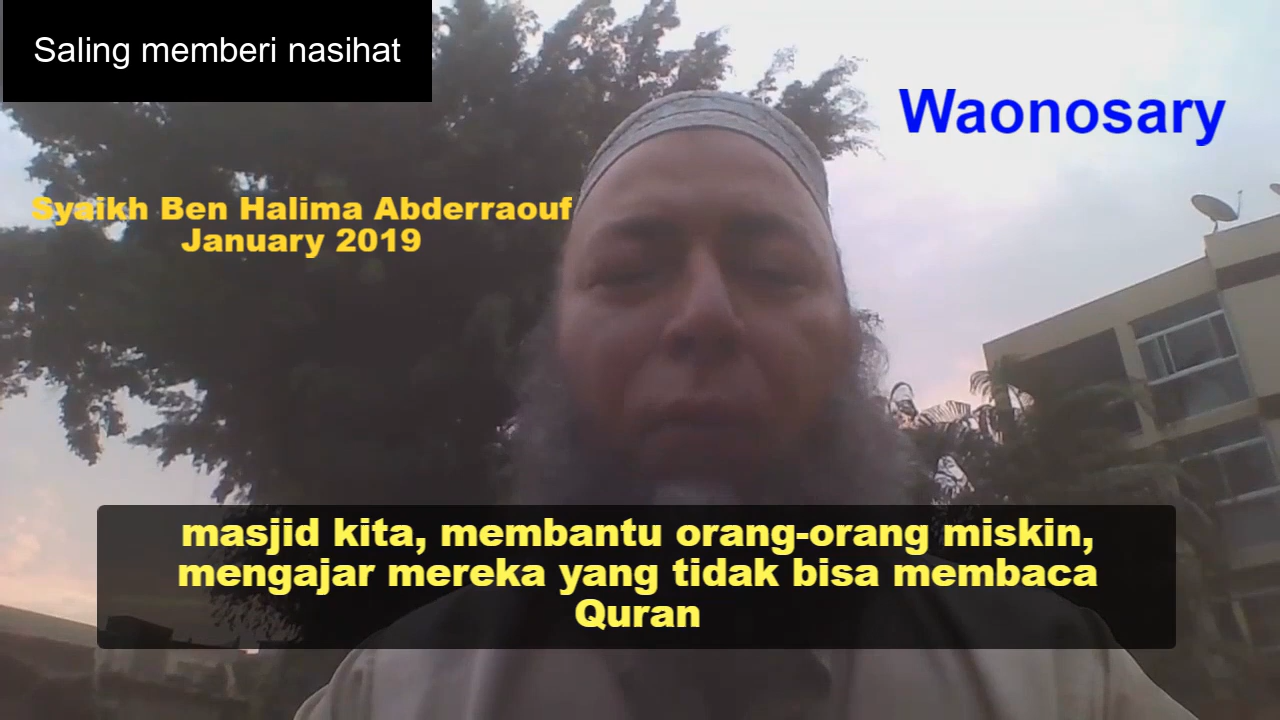 Saling memberi nasihat
Waonosary
Syaikh Ben Halima Abderraouf
January 2019
masjid kita, membantu orang-orang miskin,
mengajar mereka yang tidak bisa membaca
Quran